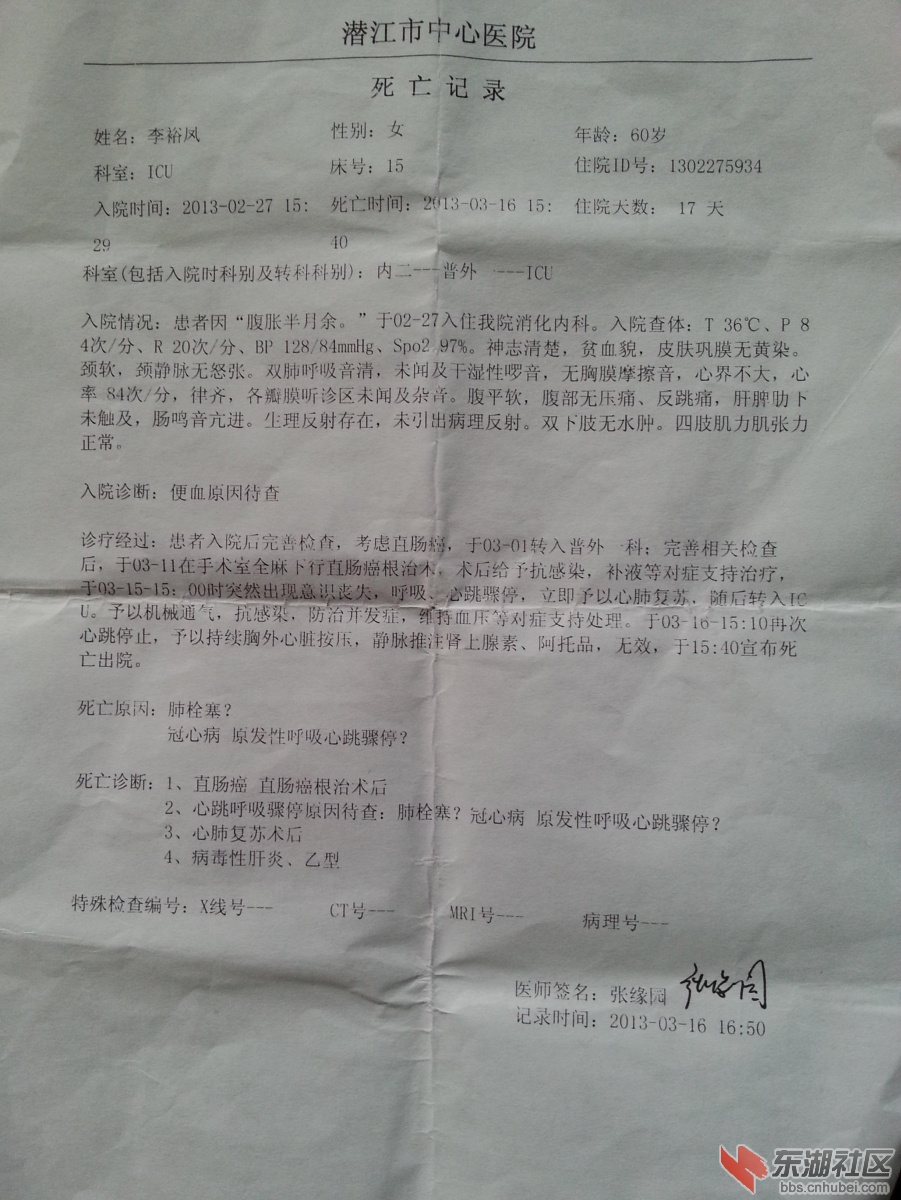 潜江市中心医院
死亡记录
姓名：李裕凤 性别：女 年龄：60岁
科室：ICU 床号：15 住院ID号：1302275934
入院时间：2013-02-27 15: 死亡时间：2013-03-16 15: 住院天数： 17 天
29 40
科室(包括入院时科别及转科科别)：内二---普外 一---ICU
入院情况：患者因“腹胀半月余。”于02-27入住我院消化内科。入院查体：T 36℃、P 8
4次/分、R 20次/分、BP 128/84mmHg、Spo2 97%。神志清楚，贫血貌，皮肤巩膜无黄染。
颈软，颈静脉无怒张。双肺呼吸音清，未闻及干湿性啰音，无胸膜摩擦音，心界不大，心
率 84次/分，律齐，各瓣膜听诊区未闻及杂音。腹平软，腹部无压痛、反跳痛，肝脾肋下
未触及，肠鸣音亢进。生理反射存在，未引出病理反射。双下肢无水肿。四肢肌力肌张力
正常。
入院诊断：便血原因待查
诊疗经过：患者入院后完善检查，考虑直肠癌，于03-01转入普外一科；完善相关检查
后，于03-11在手术室全麻下行直肠癌根治术，术后给予抗感染，补液等对症支持治疗，
于03-15-15：00时突然出现意识丧失，呼吸、心跳骤停，立即予以心肺复苏，随后转入IC
U。予以机械通气，抗感染，防治并发症，维持血压等对症支持处理。于03-16-15:10再次
心跳停止，予以持续胸外心脏按压，静脉推注肾上腺素、阿托品，无效，于15:40宣布死
亡出院。
死亡原因：肺栓塞？
冠心病 原发性呼吸心跳骤停？
死亡诊断：1、直肠癌 直肠癌根治术后
2、心跳呼吸骤停原因待查：肺栓塞？冠心病 原发性呼吸心跳骤停？
3、心肺复苏术后
4、病毒性肝炎、乙型
特殊检查编号：X线号--- CT号--- MRI号--- 病理号---
医师签名：张缘园 张缘园
记录时间：2013-03-16 16:50
东湖社区
bbs.cnhubei.com